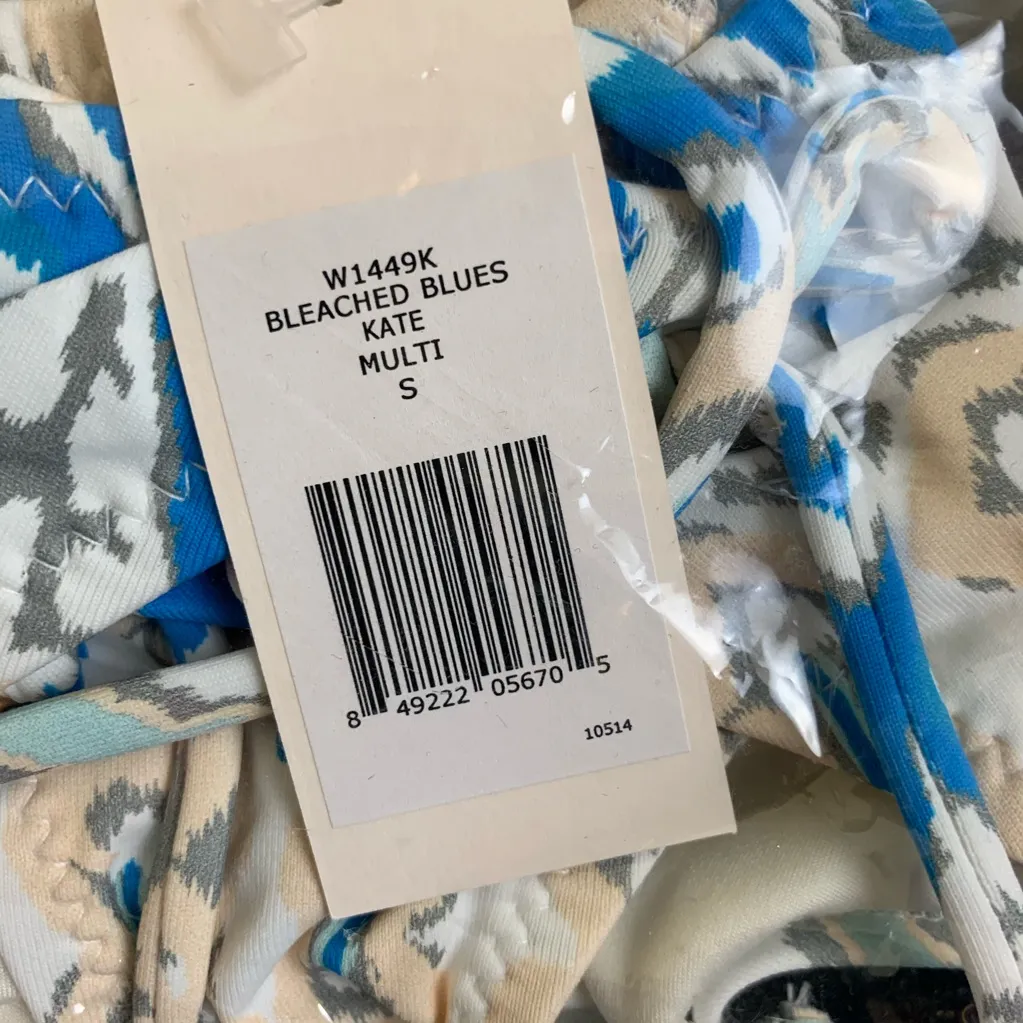 W1449K
BLEACHED BLUES
KATE
MULTI
S
8 49222 05670 5
10514